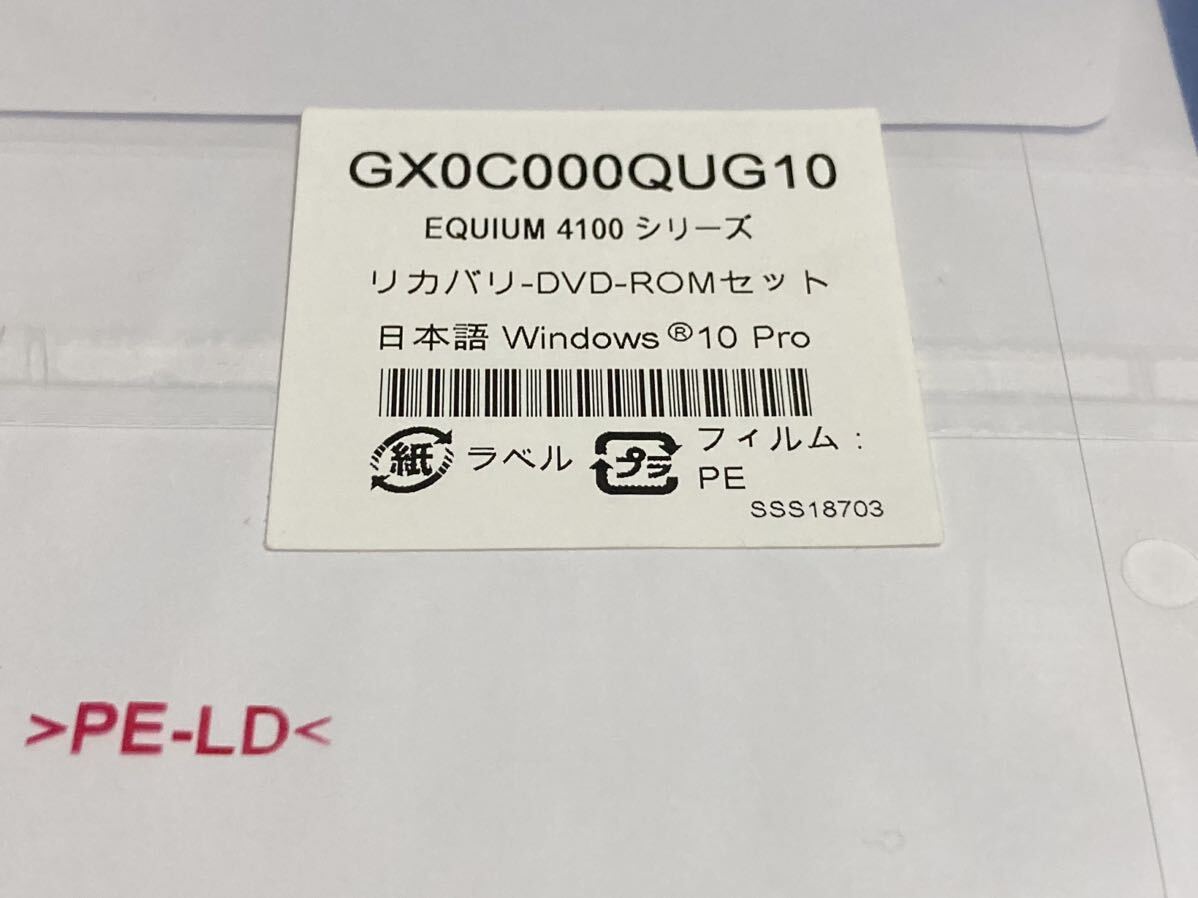 GX0C000QUG10
EQUIUM 4100 シリーズ
リカバリ-DVD-ROMセット
日本語 Windows®10 Pro
紙 ラベル プラ フィルム:
PE
SSS18703
>PE-LD<